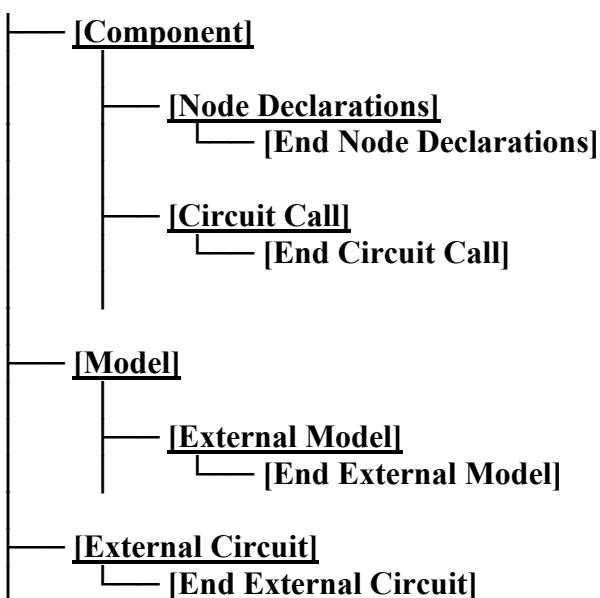 [Component]
[Node Declarations]
[End Node Declarations]
[Circuit Call]
[End Circuit Call]
[Model]
[External Model]
[End External Model]
[External Circuit]
[End External Circuit]